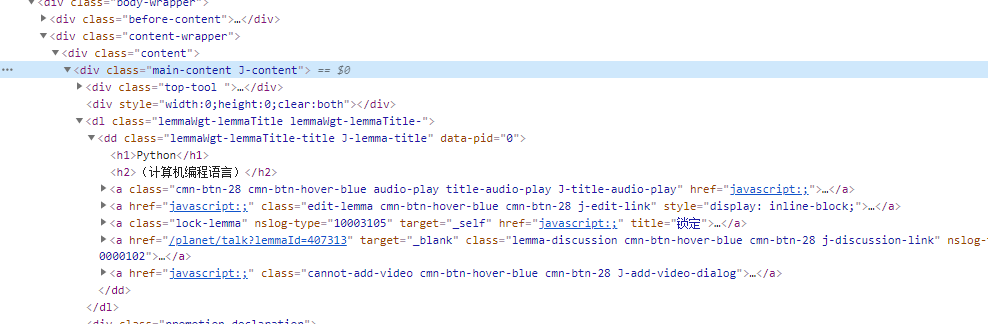 <div class="body-wrapper">
<div class="before-content">…</div>
<div class="content-wrapper">
<div class="content">
… <div class="main-content J-content"> == $0
<div class="top-tool ">…</div>
<div style="width:0;height:0;clear:both"></div>
<dl class="lemmaWgt-lemmaTitle lemmaWgt-lemmaTitle-">
<dd class="lemmaWgt-lemmaTitle-title J-lemma-title" data-pid="0">
<h1>Python</h1>
<h2>（计算机编程语言）</h2>
<a class="cmn-btn-28 cmn-btn-hover-blue audio-play title-audio-play J-title-audio-play" href="javascript:;">…</a>
<a href="javascript:;" class="edit-lemma cmn-btn-hover-blue cmn-btn-28 j-edit-link" style="display: inline-block;">…</a>
<a class="lock-lemma" nslog-type="10003105" target="_self" href="javascript:;" title="锁定">…</a>
<a href="/planet/talk?lemmaId=407313" target="_blank" class="lemma-discussion cmn-btn-hover-blue cmn-btn-28 j-discussion-link" nslog-t
0000102">…</a>
<a href="javascript:;" class="cannot-add-video cmn-btn-hover-blue cmn-btn-28 J-add-video-dialog">…</a>
</dd>
</dl>
<div class="promotion-declaration">